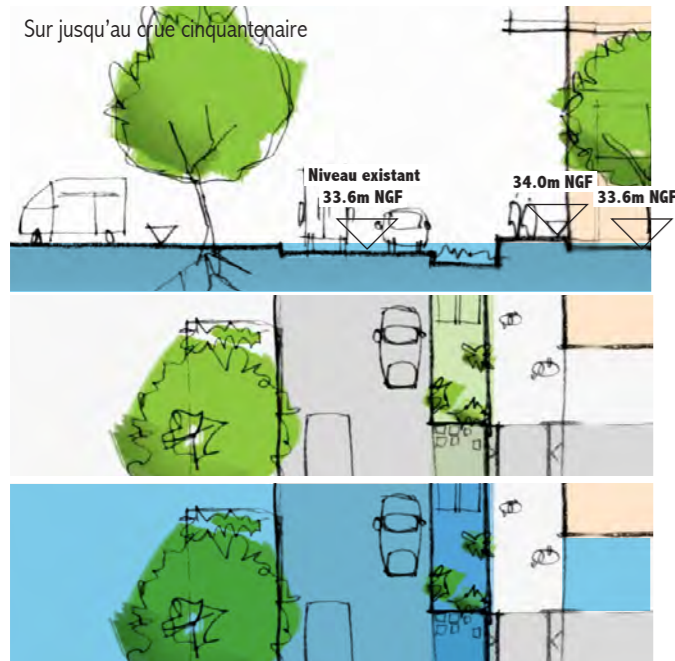 Sur jusqu'au crue cinquantenaire
Niveau existant
33.6m NGF
34.0m NGF
33.6m NGF